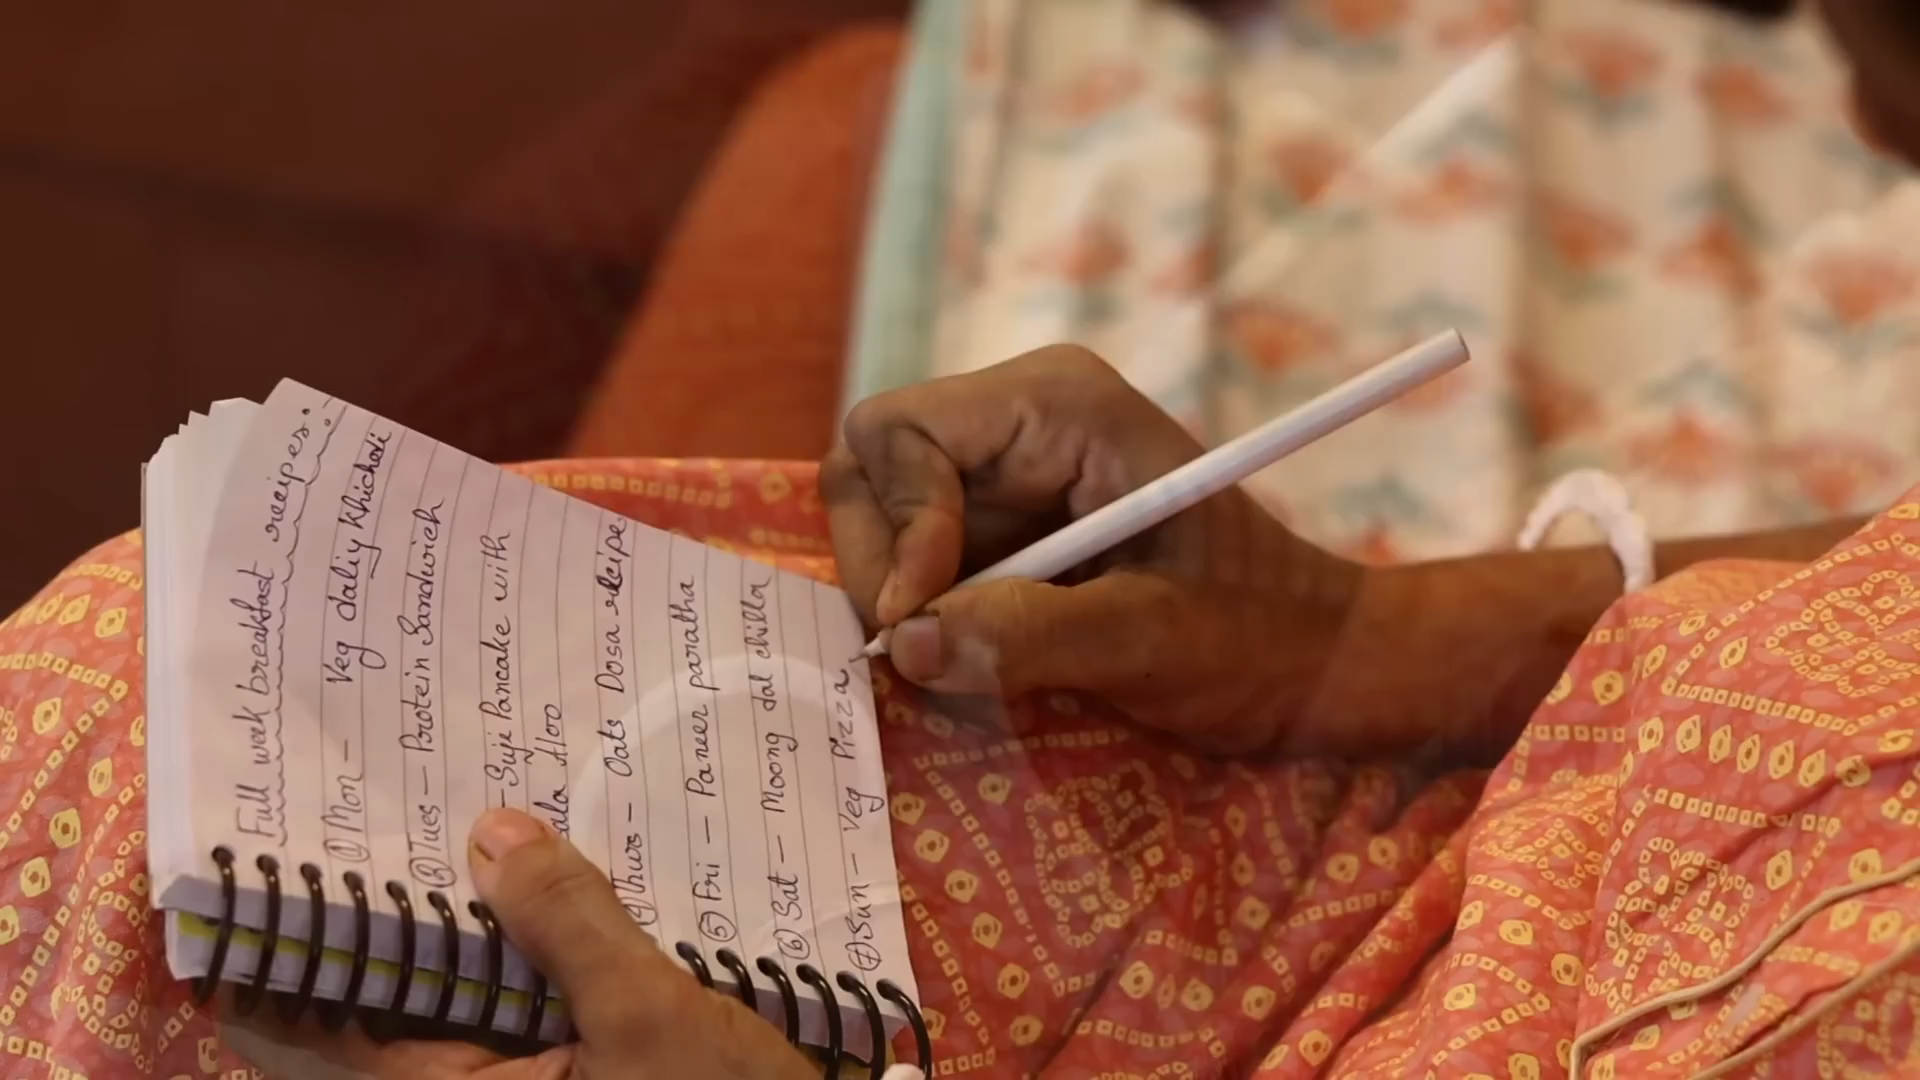 Full week breakfast recipes:-
① Mon - Veg daliy khichdi
② Tues - Protein Sandwich
- Suji Pancake with
ala Aloo
④ Thurs - Oats Dosa recipe
⑤ Fri - Paneer paratha
⑥ Sat - Moong dal chilla
⑦ Sun - Veg Pizza